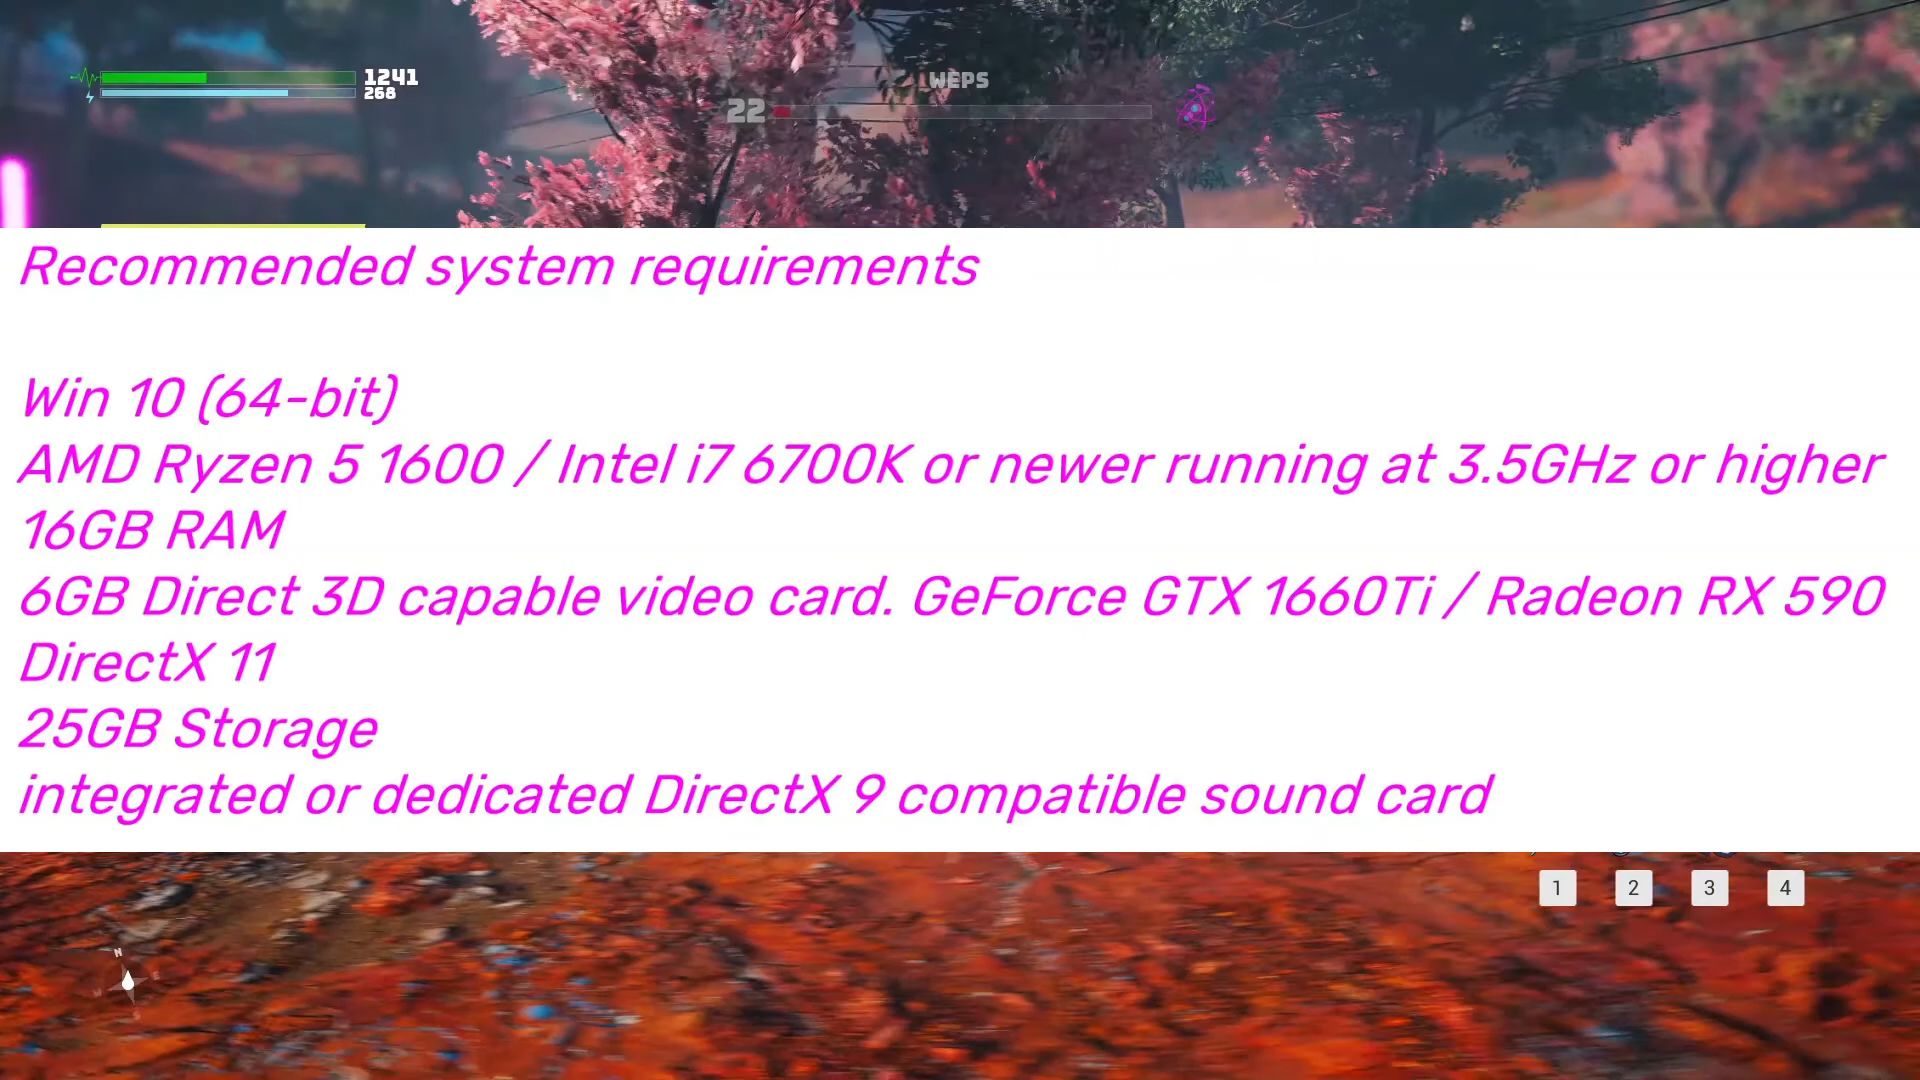 1241
268
WEPS
22
Recommended system requirements
Win 10 (64-bit)
AMD Ryzen 5 1600 / Intel i7 6700K or newer running at 3.5GHz or higher
16GB RAM
6GB Direct 3D capable video card. GeForce GTX 1660Ti / Radeon RX 590
DirectX 11
25GB Storage
integrated or dedicated DirectX 9 compatible sound card
1 2 3 4
N
W E
S